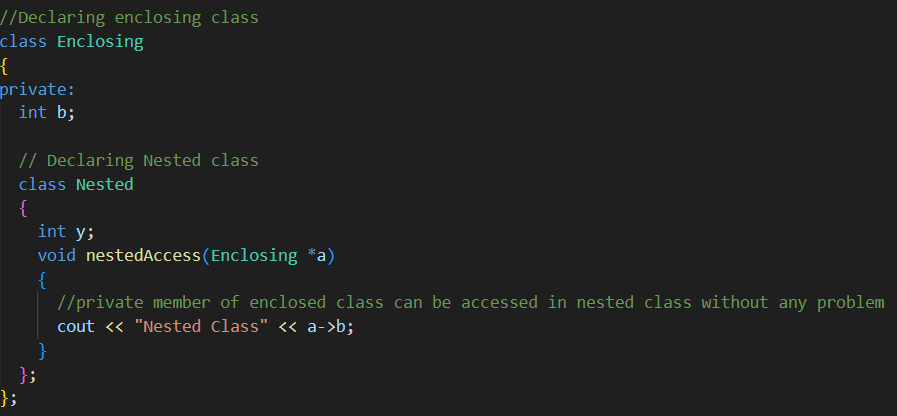 //Declaring enclosing class
class Enclosing
{
private:
  int b;

  // Declaring Nested class
  class Nested
  {
    int y;
    void nestedAccess(Enclosing *a)
    {
      //private member of enclosed class can be accessed in nested class without any problem
      cout << "Nested Class" << a->b;
    }
  };
};